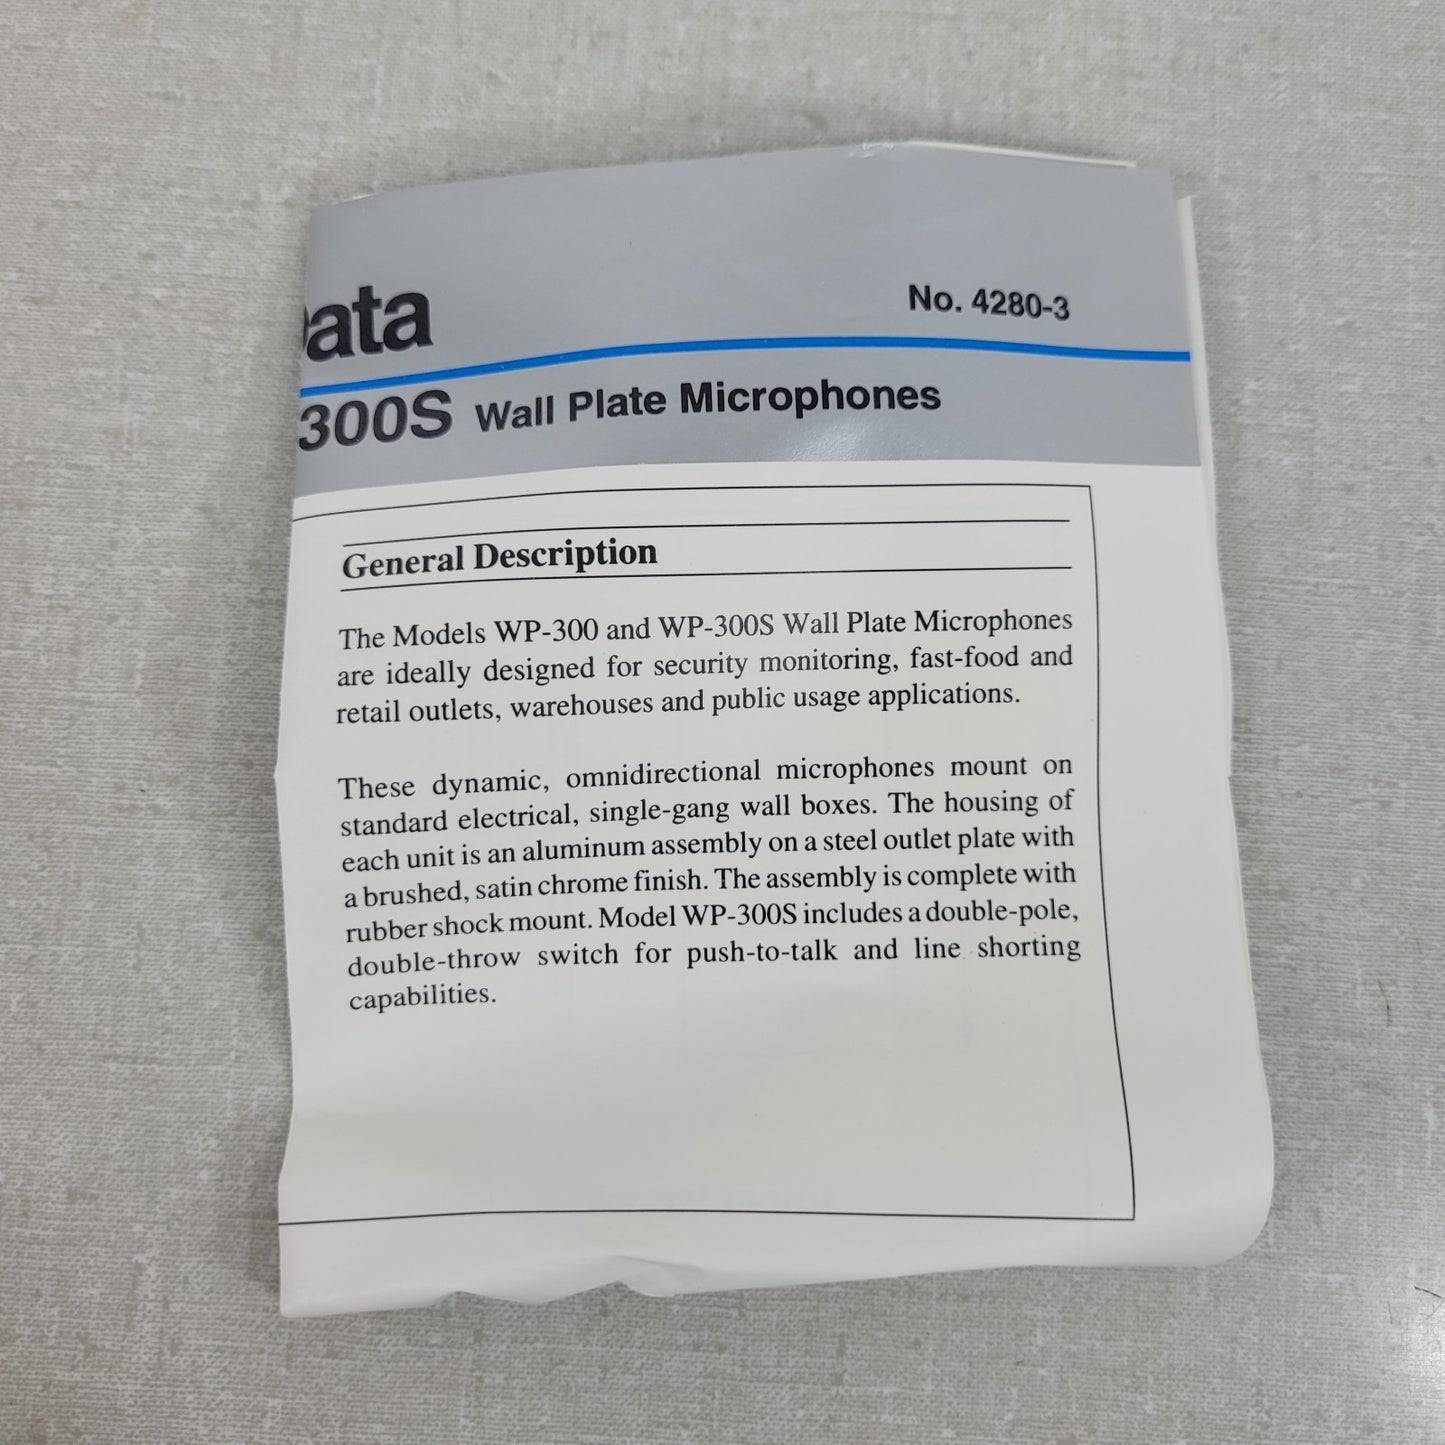 ata
No. 4280-3
300S Wall Plate Microphones
General Description
The Models WP-300 and WP-300S Wall Plate Microphones
are ideally designed for security monitoring, fast-food and
retail outlets, warehouses and public usage applications.
These dynamic, omnidirectional microphones mount on
standard electrical, single-gang wall boxes. The housing of
each unit is an aluminum assembly on a steel outlet plate with
a brushed, satin chrome finish. The assembly is complete with
rubber shock mount. Model WP-300S includes a double-pole,
double-throw switch for push-to-talk and line shorting
capabilities.